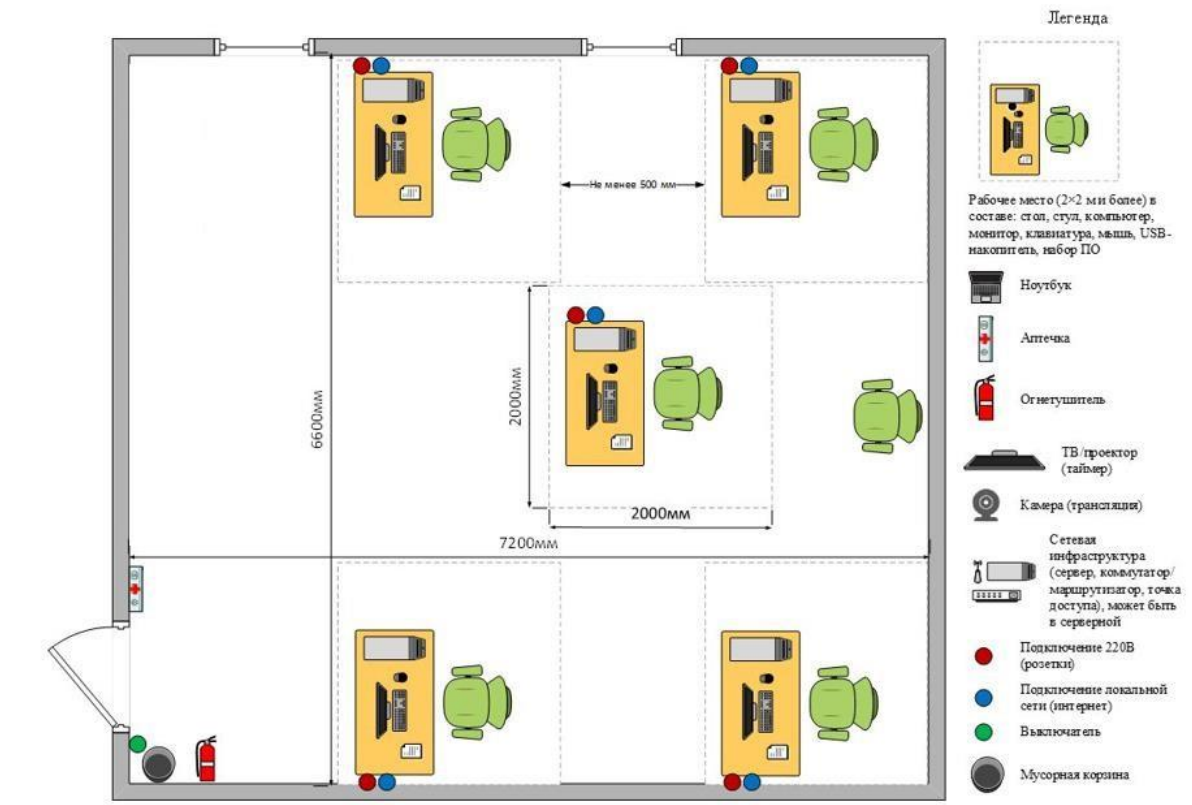 Легенда
Не менее 500 мм
Рабочее место (2×2 м и более) в
составе: стол, стул, компьютер,
монитор, клавиатура, мышь, USB-
накопитель, набор ПО
Ноутбук
Аптечка
Огнетушитель
ТВ/проектор
(таймер)
Камера (трансляция)
Сетевая
инфраструктура
(сервер, коммутатор/
маршрутизатор, точка
доступа), может быть
в серверной
Подключение 220В
(розетки)
Подключение локальной
сети (интернет)
Выключатель
Мусорная корзина
6600мм
2000мм
2000мм
7200мм